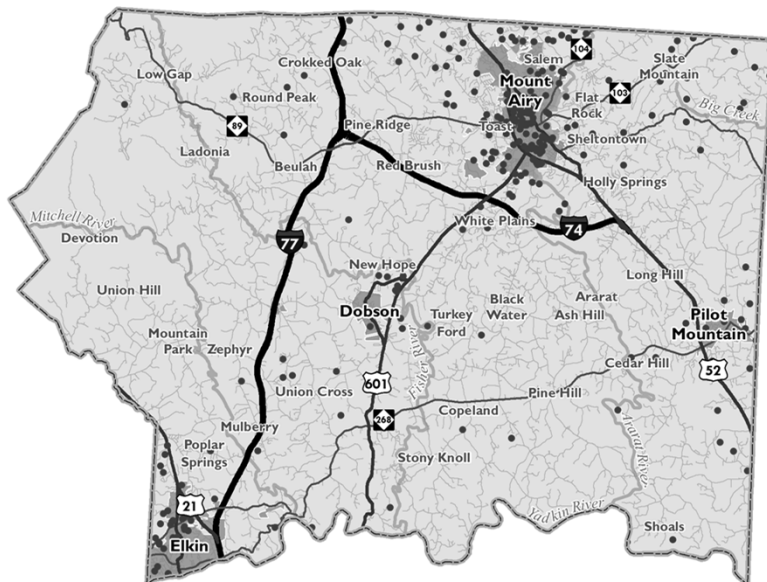 Low Gap
Crokked Oak
Round Peak
89
Ladonia
Pine Ridge
Beulah
Red Brush
Toast
Salem
104
Mount
Airy
Slate
Mountain
103
Flat
Rock
Big Creek
Sheltontown
Holly Springs
White Plains
74
Mitchell River
Devotion
77
Union Hill
New Hope
Dobson
Fisher River
Turkey
Ford
Black
Water
Ararat
Ash Hill
Long Hill
Pilot
Mountain
Mountain
Park
Zephyr
Union Cross
601
Cedar Hill
52
Pine Hill
Copeland
268
Mulberry
Poplar
Springs
Stony Knoll
Ararat River
21
Elkin
Yadkin River
Shoals